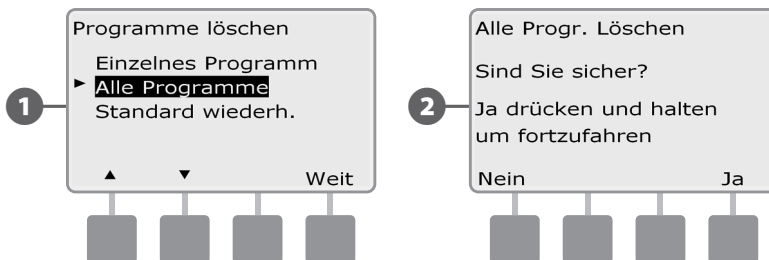 1
Programme löschen
Einzelnes Programm
► Alle Programme
Standard wiederh.
▲ ▼ Weit
2
Alle Progr. Löschen
Sind Sie sicher?
Ja drücken und halten
um fortzufahren
Nein Ja